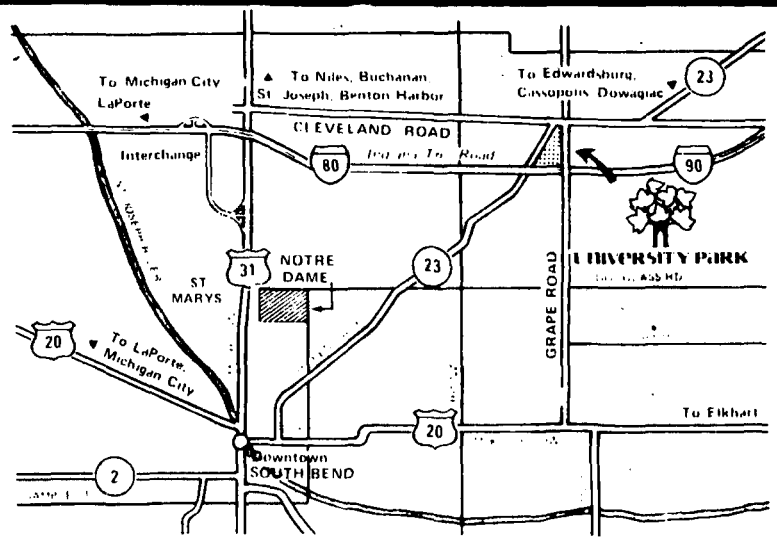 To Michigan City
LaPorte
To Niles, Buchanan,
St. Joseph, Benton Harbor
To Edwardsburg,
Cassopolis Dowagiac
23
CLEVELAND ROAD
Interchange
80
Road
90
31
NOTRE
DAME
ST
MARYS
23
UNIVERSITY PARK
GRAPE ROAD
20
To LaPorte,
Michigan City
20
To Elkhart
Downtown
SOUTH BEND
2